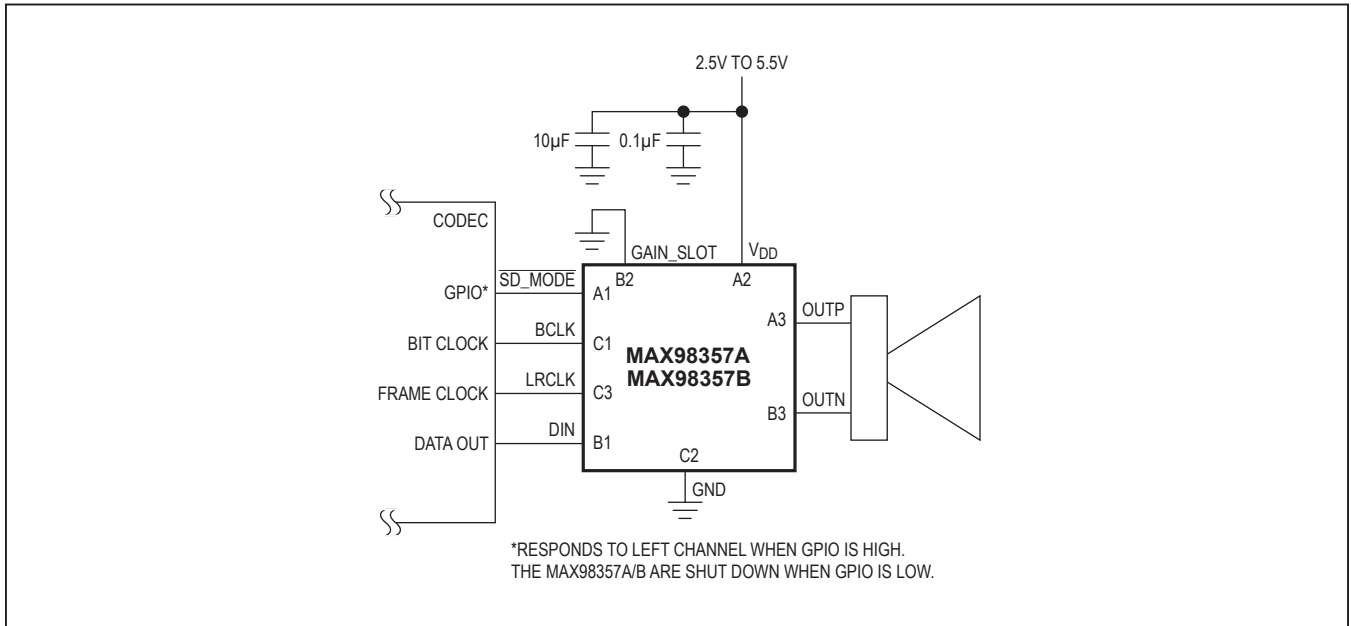 2.5V TO 5.5V
10µF
0.1µF
CODEC
GAIN_SLOT
VDD
SD_MODE
B2
A2
GPIO*
A1
A3
OUTP
BIT CLOCK
BCLK
C1
MAX98357A
MAX98357B
FRAME CLOCK
LRCLK
C3
B3
OUTN
DATA OUT
DIN
B1
C2
GND
*RESPONDS TO LEFT CHANNEL WHEN GPIO IS HIGH.
THE MAX98357A/B ARE SHUT DOWN WHEN GPIO IS LOW.